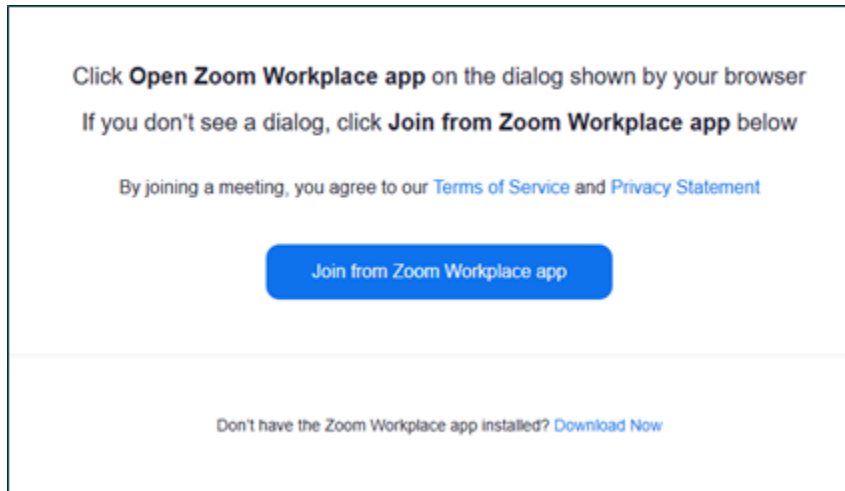 Click Open Zoom Workplace app on the dialog shown by your browser
If you don't see a dialog, click Join from Zoom Workplace app below
By joining a meeting, you agree to our Terms of Service and Privacy Statement
Join from Zoom Workplace app
Don't have the Zoom Workplace app installed? Download Now